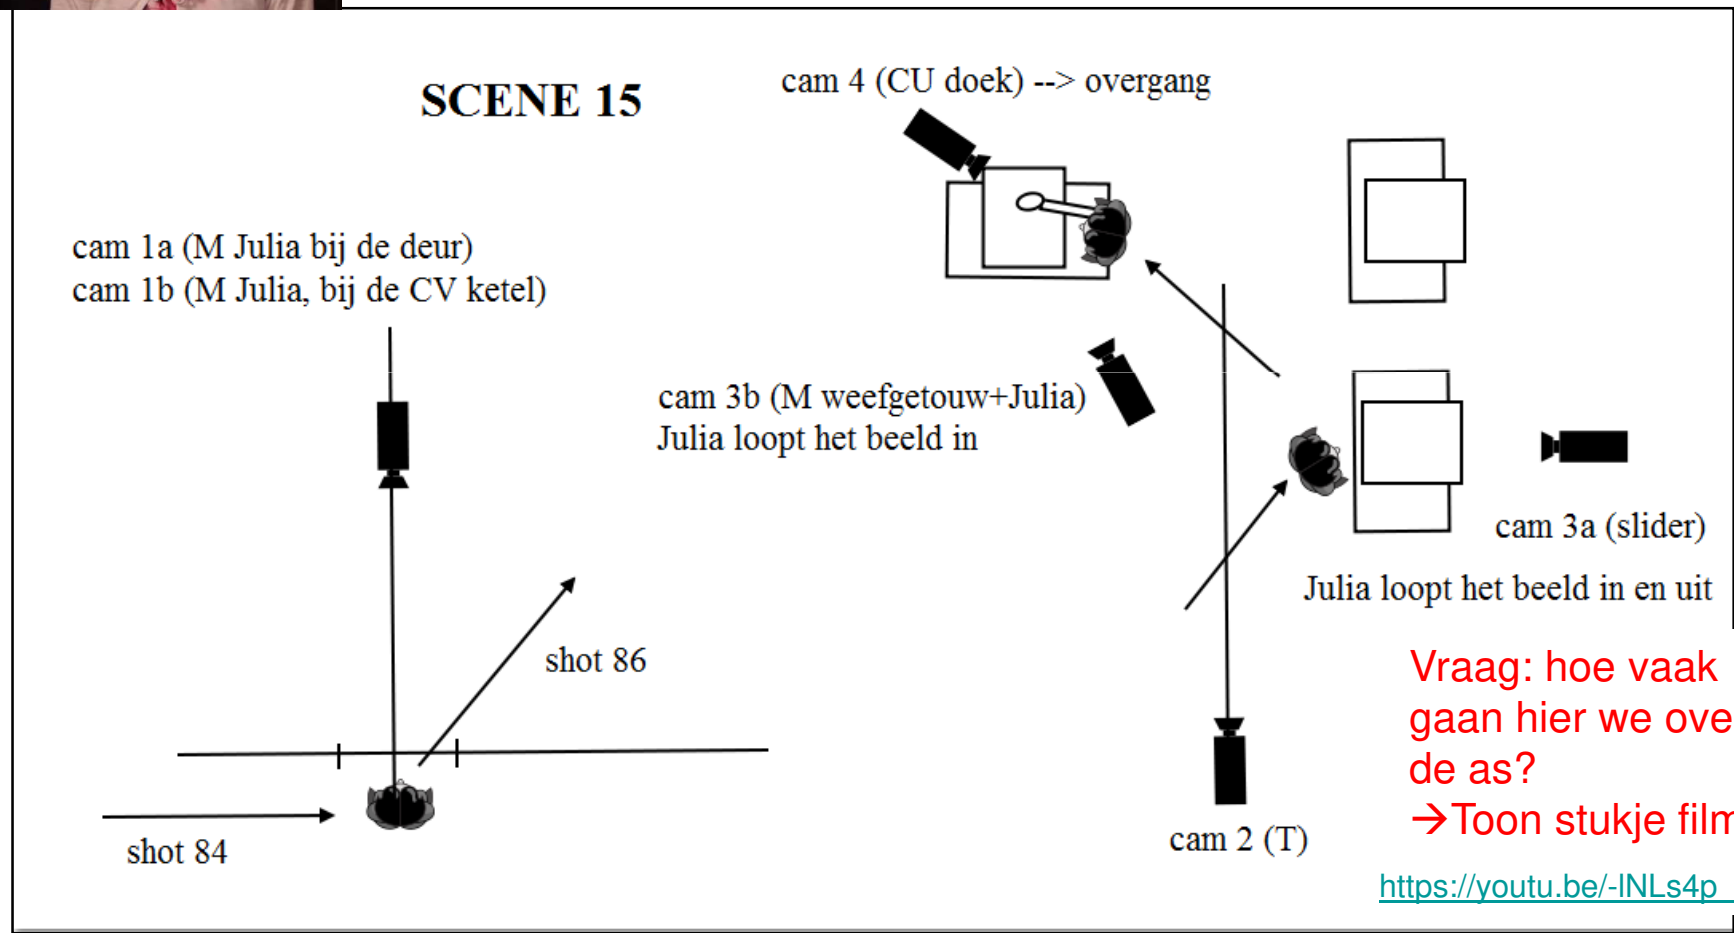 SCENE 15
cam 4 (CU doek) --> overgang
cam 1a (M Julia bij de deur)
cam 1b (M Julia, bij de CV ketel)
cam 3b (M weefgetouw+Julia)
Julia loopt het beeld in
cam 3a (slider)
Julia loopt het beeld in en uit
shot 86
shot 84
cam 2 (T)
Vraag: hoe vaak
gaan hier we ove
de as?
→Toon stukje film
https://youtu.be/-lNLs4p_